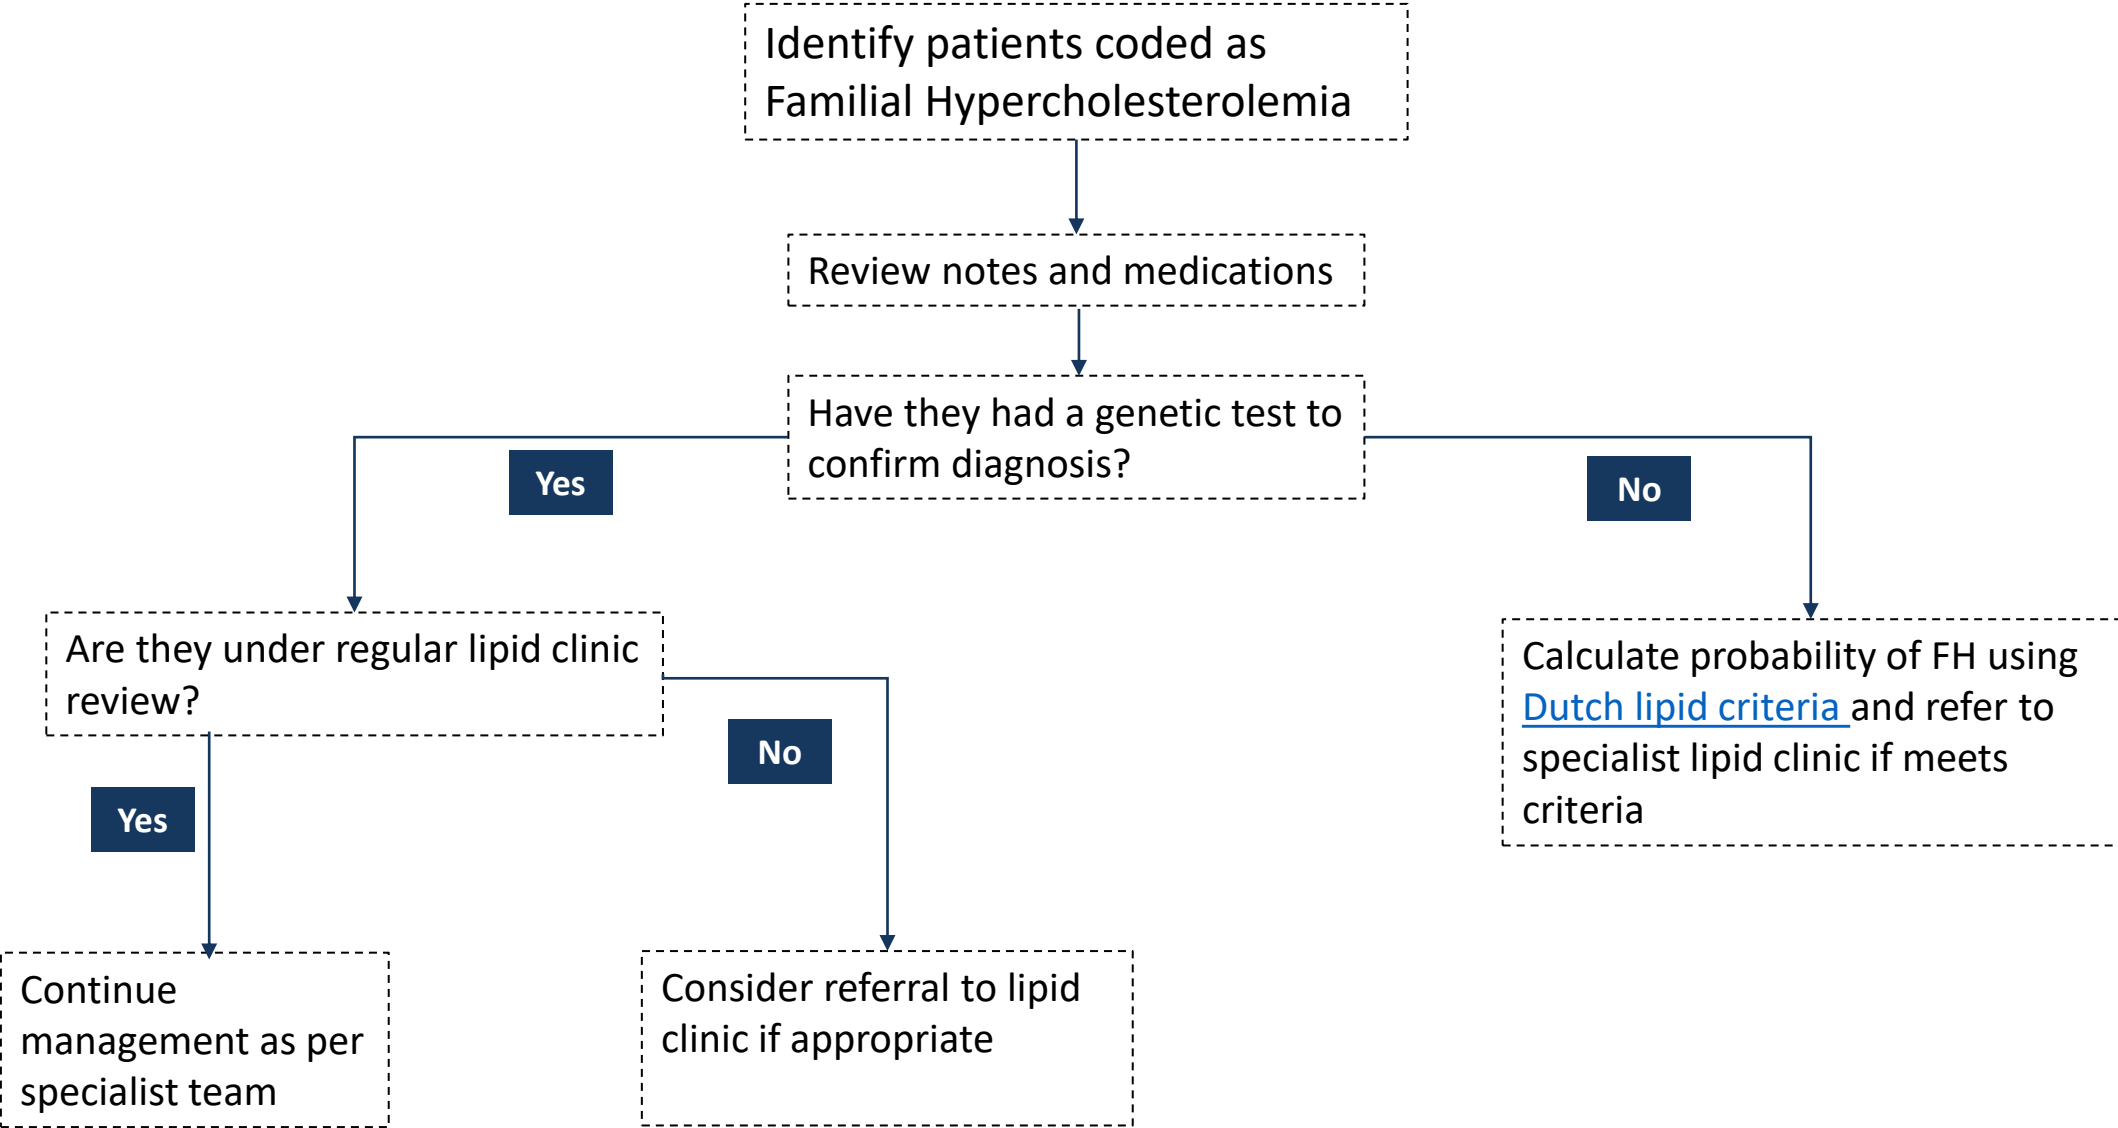 Identify patients coded as
Familial Hypercholesterolemia
Review notes and medications
Have they had a genetic test to
confirm diagnosis?
Yes
No
Are they under regular lipid clinic
review?
Calculate probability of FH using
Dutch lipid criteria and refer to
specialist lipid clinic if meets
criteria
No
Yes
Continue
management as per
specialist team
Consider referral to lipid
clinic if appropriate